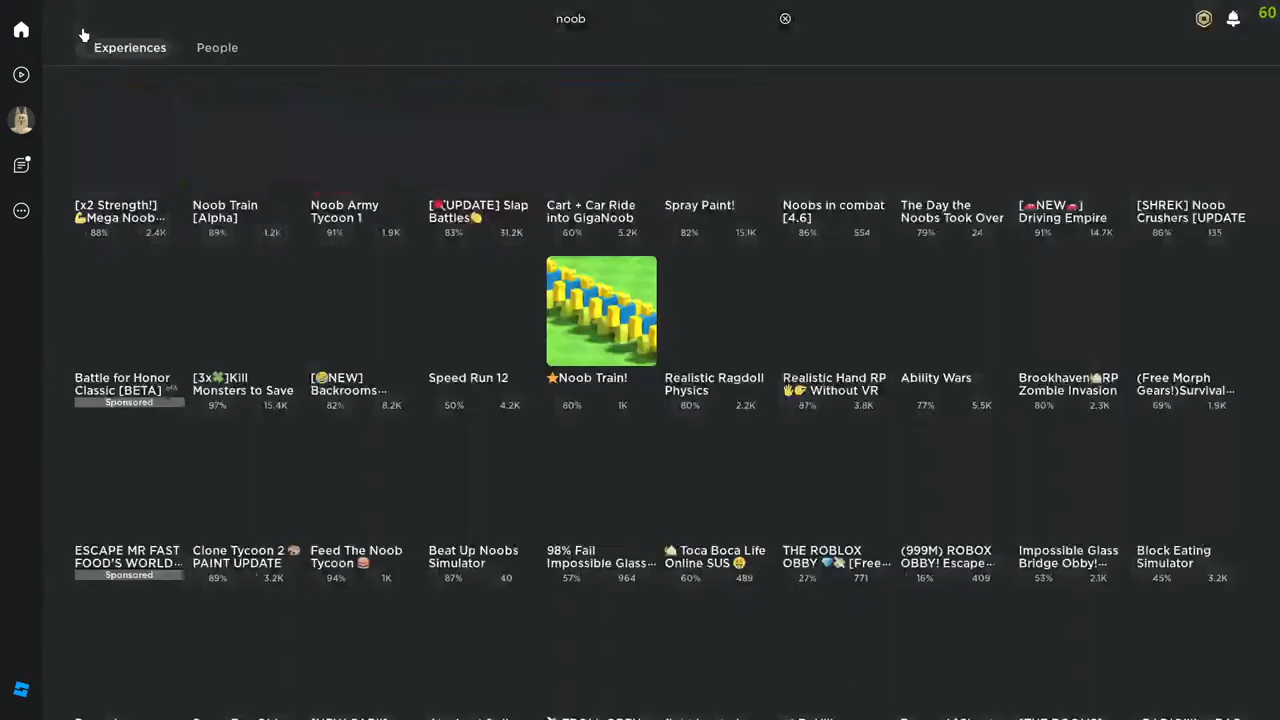 noob
60
Experiences People
[x2 Strength!] 💪Mega Noob...
88% 2.4K
Noob Train [Alpha]
89% 1.2K
Noob Army Tycoon 1
91% 1.9K
UPDATE] Slap Battles👏
83% 31.2K
Cart + Car Ride into GigaNoob
60% 5.2K
Spray Paint!
82% 15.1K
Noobs in combat [4.6]
86% 554
The Day the Noobs Took Over
79% 24
[🚗NEW🚗] Driving Empire
91% 14.7K
[SHREK] Noob Crushers [UPDATE
86% 135
Battle for Honor Classic [BETA]
Sponsored
[3x🍀]Kill Monsters to Save
97% 15.4K
NEW] Backrooms...
82% 8.2K
Speed Run 12
50% 4.2K
⭐Noob Train!
60% 1K
Realistic Ragdoll Physics
80% 2.2K
Realistic Hand RP Without VR
87% 3.8K
Ability Wars
77% 5.5K
Brookhaven🏠RP Zombie Invasion
80% 2.3K
(Free Morph Gears!)Survival...
69% 1.9K
ESCAPE MR FAST FOOD'S WORLD...
Sponsored
Clone Tycoon 2 PAINT UPDATE
89% 3.2K
Feed The Noob Tycoon 🍔
94% 1K
Beat Up Noobs Simulator
87% 40
98% Fail Impossible Glass...
57% 964
🏠 Toca Boca Life Online SUS
60% 489
THE ROBLOX OBBY 💎💸 [Free...
27% 771
(999M) ROBOX OBBY! Escape...
16% 409
Impossible Glass Bridge Obby!...
53% 2.1K
Block Eating Simulator
45% 3.2K